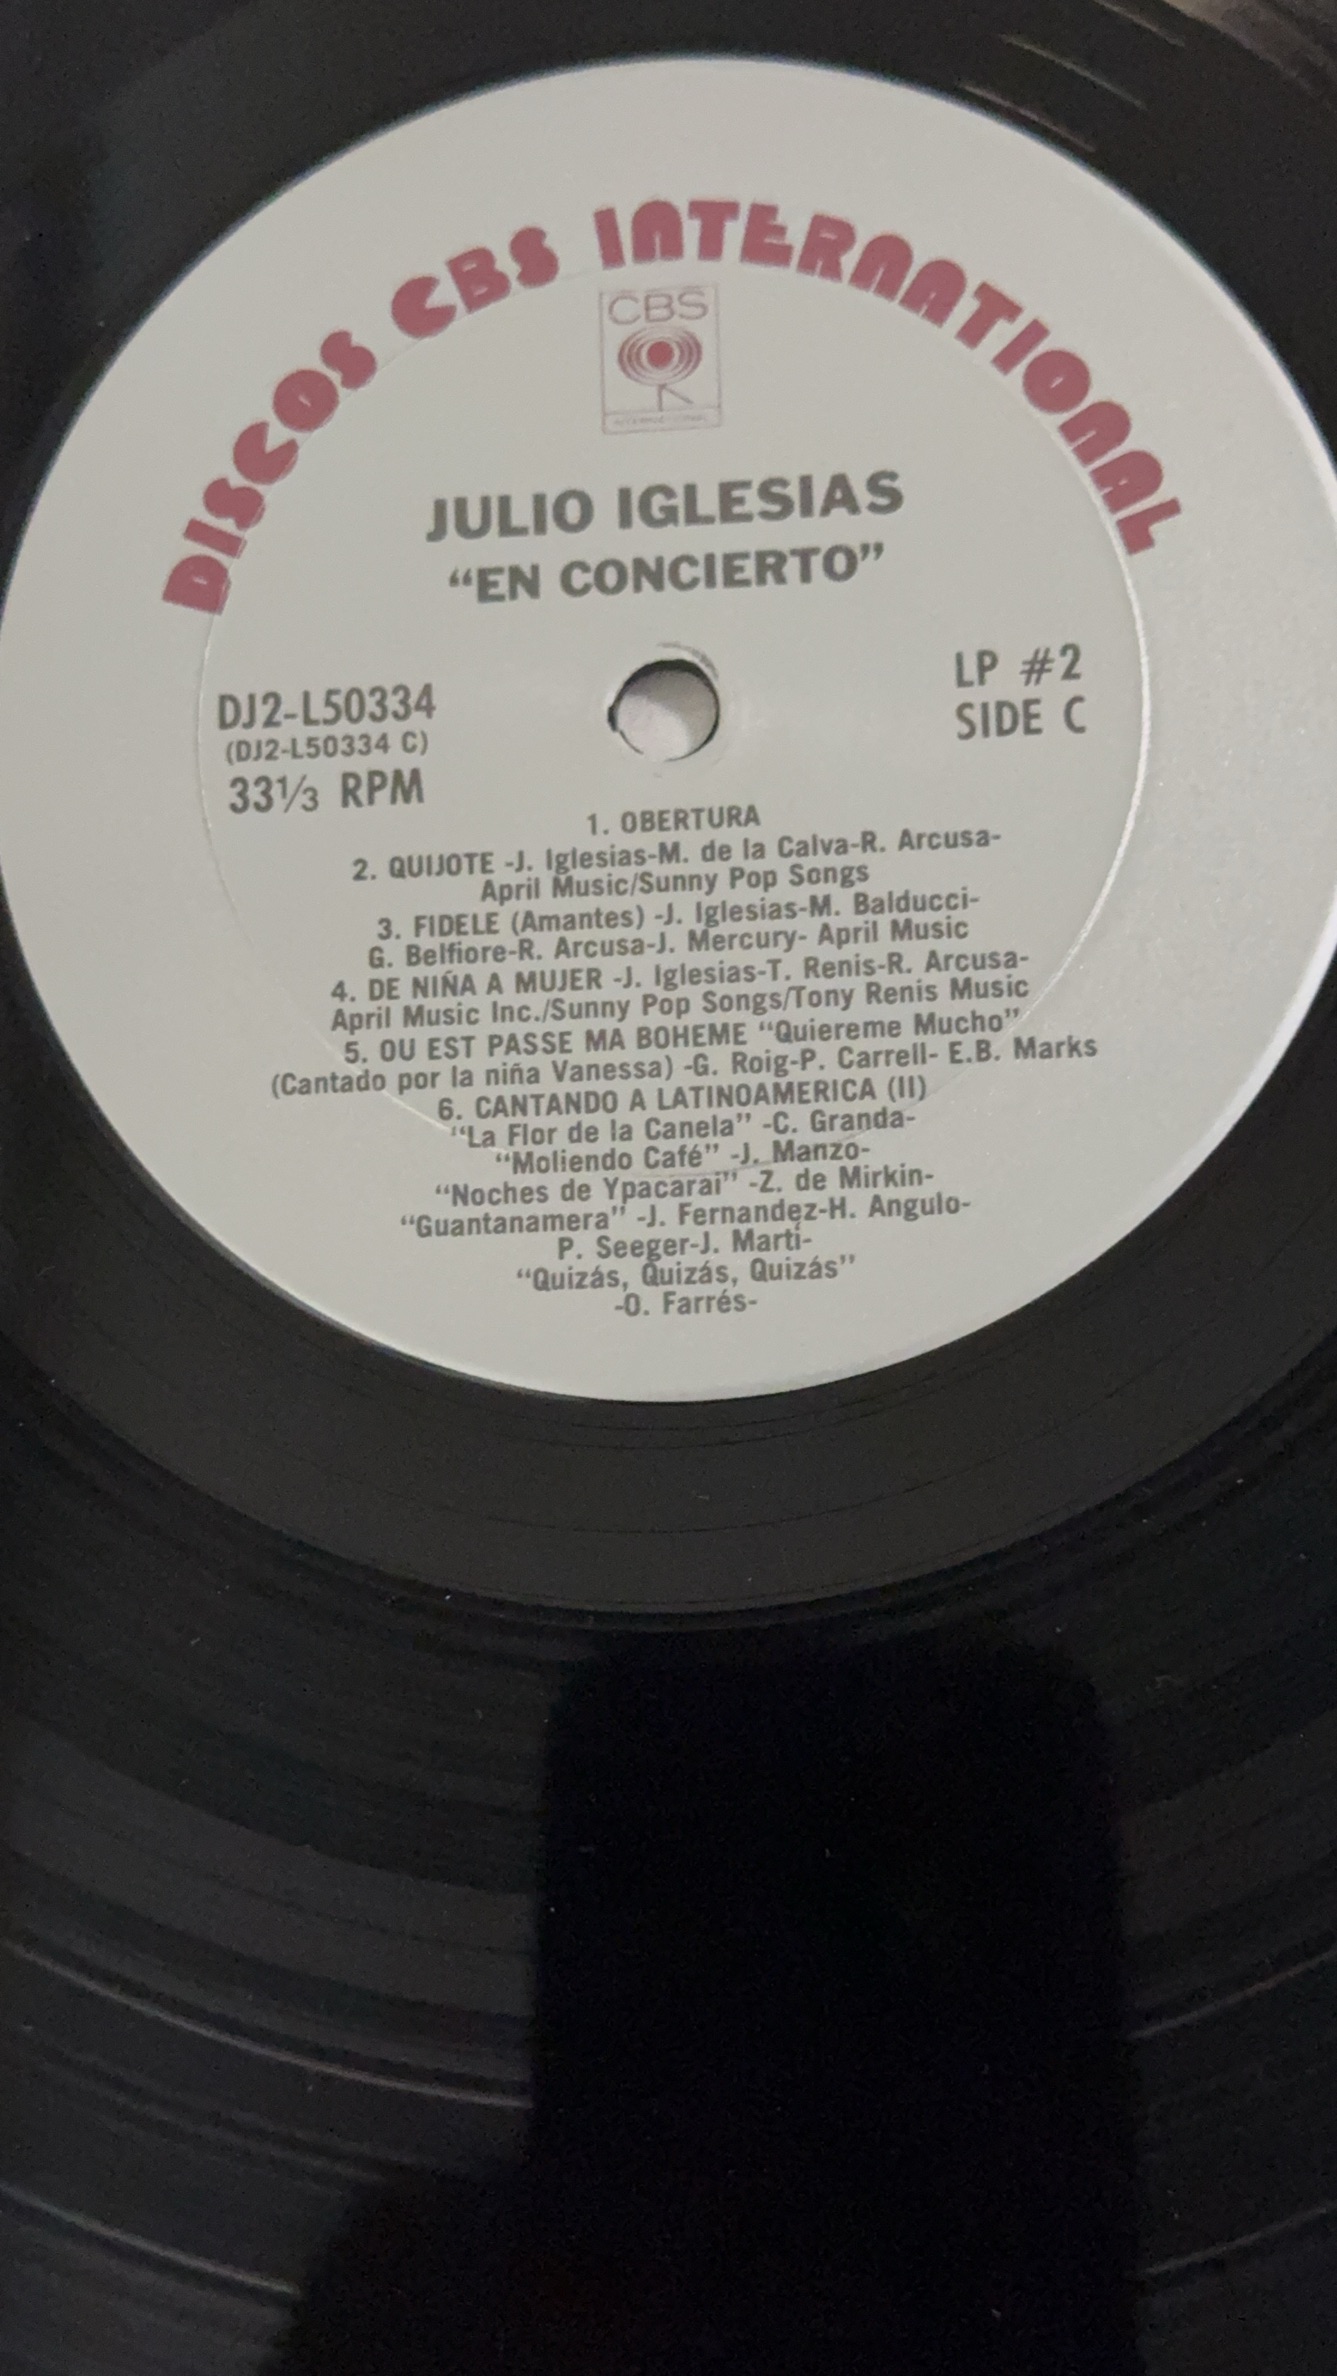 DISCOS CBS INTERNATIONAL
CBS
JULIO IGLESIAS
“EN CONCIERTO”
DJ2-L50334
(DJ2-L50334 C)
33⅓ RPM
LP #2
SIDE C
1. OBERTURA
2. QUIJOTE -J. Iglesias-M. de la Calva-R. Arcusa-
April Music/Sunny Pop Songs
3. FIDELE (Amantes) -J. Iglesias-M. Balducci-
G. Belfiore-R. Arcusa-J. Mercury- April Music
4. DE NIÑA A MUJER -J. Iglesias-T. Renis-R. Arcusa-
April Music Inc./Sunny Pop Songs/Tony Renis Music
5. OU EST PASSE MA BOHEME “Quiereme Mucho”
(Cantado por la niña Vanessa) -G. Roig-P. Carrell- E.B. Marks
6. CANTANDO A LATINOAMERICA (II)
“La Flor de la Canela” -C. Granda-
“Moliendo Café” -J. Manzo-
“Noches de Ypacarai” -Z. de Mirkin-
“Guantanamera” -J. Fernandez-H. Angulo-
P. Seeger-J. Martí-
“Quizás, Quizás, Quizás”
-O. Farrés-